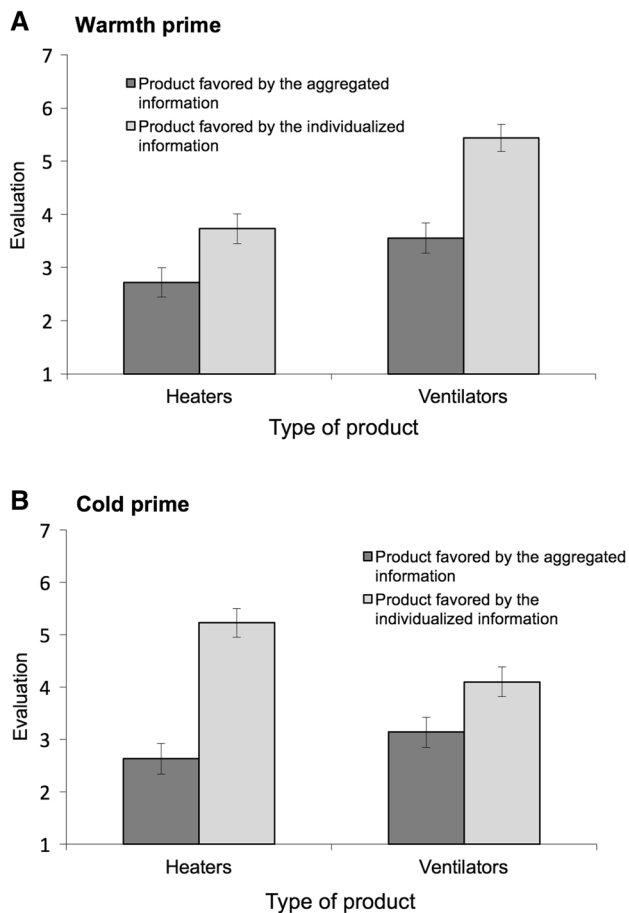 A Warmth prime
7
6
5
4
3
2
1
Evaluation
Product favored by the aggregated
information
Product favored by the individualized
information
Heaters Ventilators
Type of product
B Cold prime
7
6
5
4
3
2
1
Evaluation
Product favored by the aggregated
information
Product favored by the
individualized information
Heaters Ventilators
Type of product